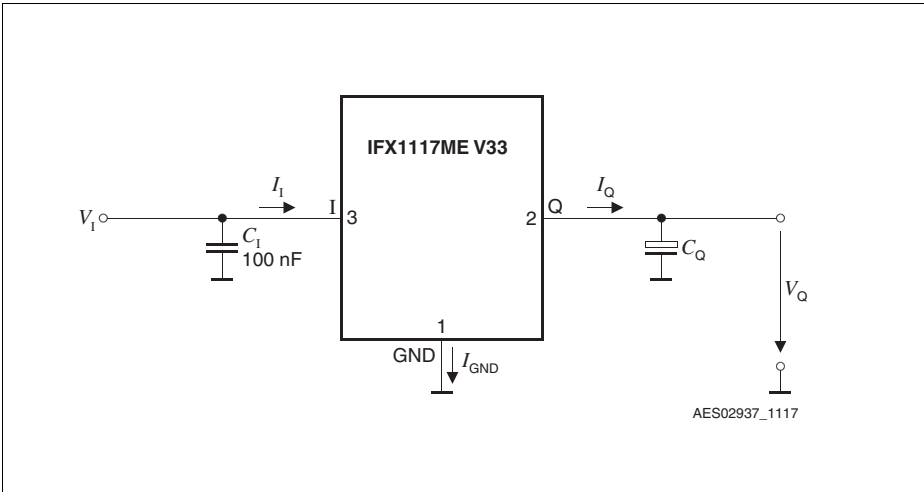 IFX1117ME V33
I_I
I_Q
V_I
I
3
2
Q
C_I
100 nF
C_Q
V_Q
1
GND
I_GND
AES02937_1117